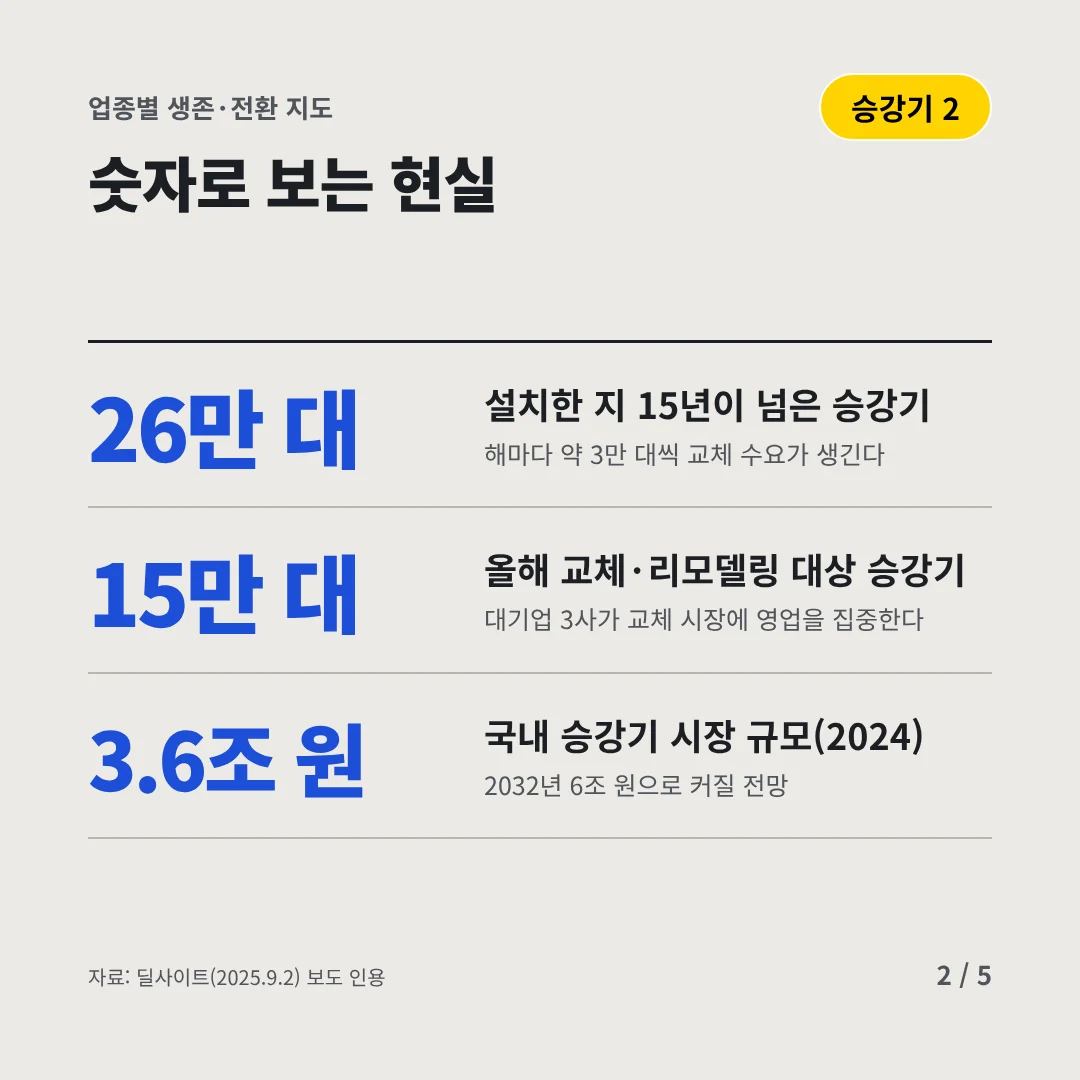 업종별 생존·전환 지도
승강기 2
숫자로 보는 현실
26만 대
설치한 지 15년이 넘은 승강기
해마다 약 3만 대씩 교체 수요가 생긴다
15만 대
올해 교체·리모델링 대상 승강기
대기업 3사가 교체 시장에 영업을 집중한다
3.6조 원
국내 승강기 시장 규모(2024)
2032년 6조 원으로 커질 전망
자료: 딜사이트(2025.9.2) 보도 인용
2 / 5